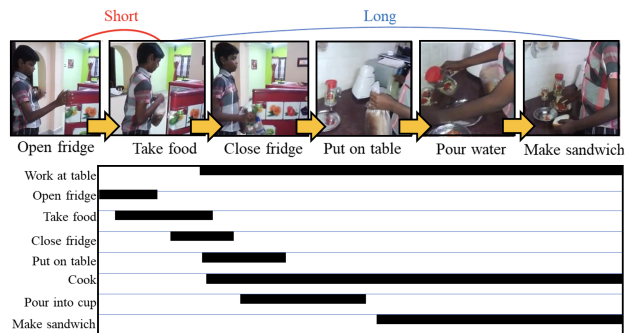 Short
Long
Open fridge
Take food
Close fridge
Put on table
Pour water
Make sandwich
Work at table
Open fridge
Take food
Close fridge
Put on table
Cook
Pour into cup
Make sandwich